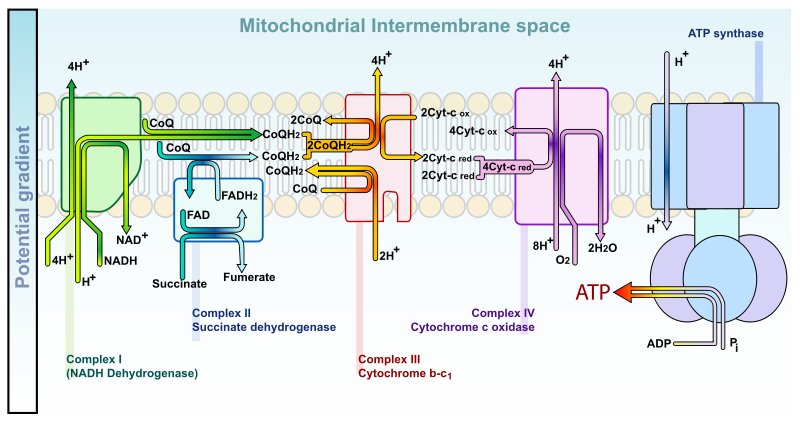 Mitochondrial Intermembrane space
ATP synthase
Potential gradient
4H+
4H+
4H+
H+
CoQ
CoQH2
CoQ
CoQH2
CoQH2
CoQ
2CoQ
2CoQH2
2Cyt-c ox
4Cyt-c ox
2Cyt-c red
2Cyt-c red
4Cyt-c red
FADH2
FAD
NAD+
NADH
4H+
H+
Succinate
Fumerate
2H+
8H+
O2
2H2O
H+
ATP
ADP
Pi
Complex II
Succinate dehydrogenase
Complex IV
Cytochrome c oxidase
Complex I
(NADH Dehydrogenase)
Complex III
Cytochrome b-c1